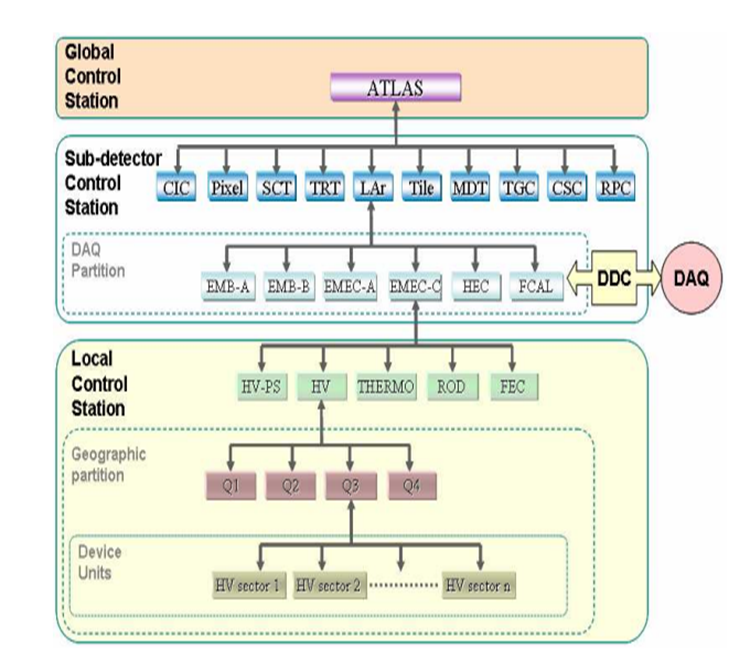 Global
Control
Station
ATLAS
Sub-detector
Control
Station
CIC Pixel SCT TRT LAr Tile MDT TGC CSC RPC
DAQ
Partition
EMB-A EMB-B EMEC-A EMEC-C HEC FCAL
DDC
DAQ
Local
Control
Station
HV-PS HV THERMO ROD FEC
Geographic
partition
Q1 Q2 Q3 Q4
Device
Units
HV sector 1 HV sector 2 ............... HV sector n